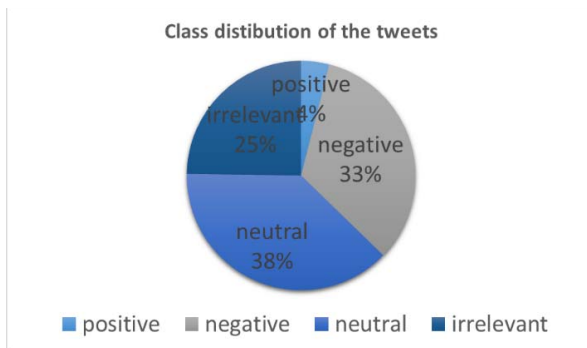 Class distibution of the tweets
positive
4%
irrelevant
25%
negative
33%
neutral
38%
positive negative neutral irrelevant